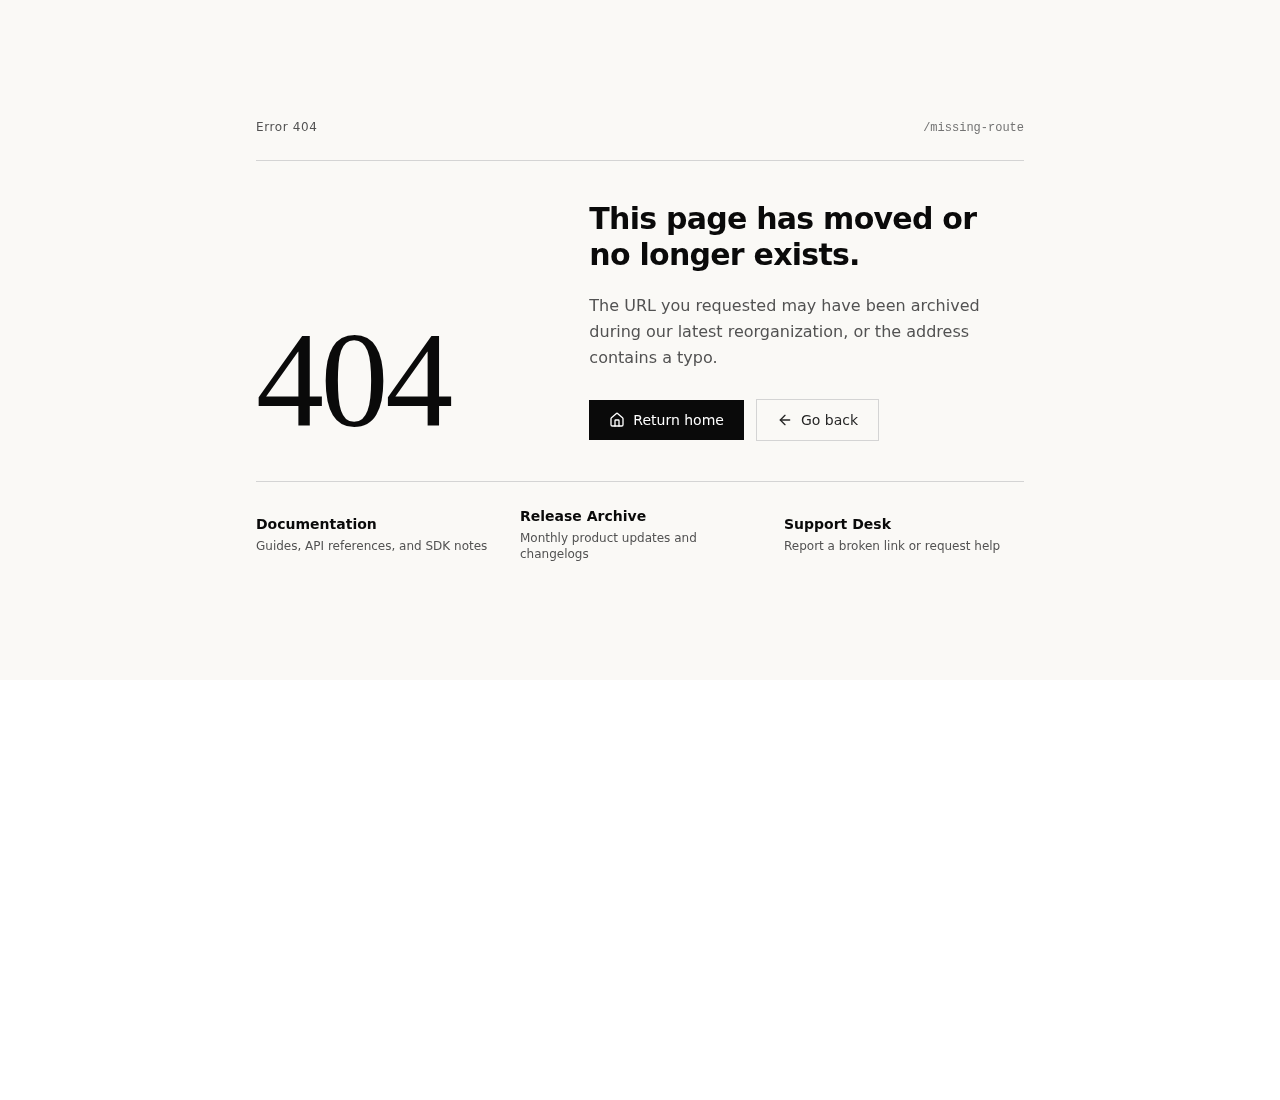 Error 404
/missing-route
This page has moved or
no longer exists.
The URL you requested may have been archived
during our latest reorganization, or the address
contains a typo.
404
Return home
Go back
Documentation
Guides, API references, and SDK notes
Release Archive
Monthly product updates and
changelogs
Support Desk
Report a broken link or request help